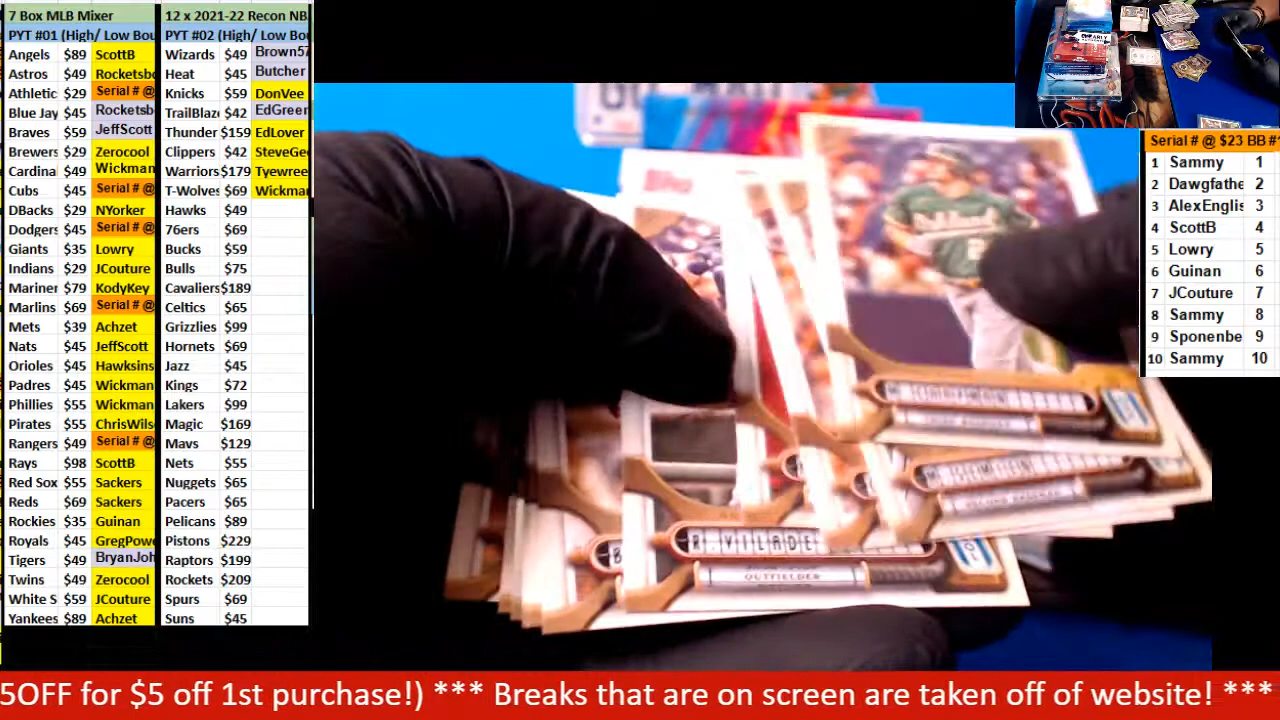 7 Box MLB Mixer
PYT #01 (High/ Low Bou
Angels $89 ScottB
Astros $49 Rocketsbo
Athletic $29 Serial # @
Blue Jay $45 Rocketsb
Braves $59 JeffScott
Brewers $29 Zerocool
Cardina $49 Wickman
Cubs $45 Serial # @
DBacks $29 NYorker
Dodgers $45 Serial # @
Giants $35 Lowry
Indians $29 JCouture
Mariner $79 KodyKey
Marlins $69 Serial # @
Mets $39 Achzet
Nats $45 JeffScott
Orioles $45 Hawksins
Padres $45 Wickman
Phillies $55 Wickman
Pirates $55 ChrisWils
Rangers $49 Serial # @
Rays $98 ScottB
Red Sox $55 Sackers
Reds $69 Sackers
Rockies $35 Guinan
Royals $45 GregPowe
Tigers $49 BryanJoh
Twins $49 Zerocool
White S $59 JCouture
Yankees $89 Achzet
12 x 2021-22 Recon NB
PYT #02 (High/ Low Bou
Wizards $49 Brown57
Heat $45 Butcher
Knicks $59 DonVee
TrailBlaz $42 EdGreer
Thunder $159 EdLover
Clippers $42 SteveGe
Warriors $179 Tyewree
T-Wolves $69 Wickma
Hawks $49
76ers $69
Bucks $59
Bulls $75
Cavaliers $189
Celtics $65
Grizzlies $99
Hornets $69
Jazz $45
Kings $72
Lakers $99
Magic $169
Mavs $129
Nets $55
Nuggets $65
Pacers $65
Pelicans $89
Pistons $229
Raptors $199
Rockets $209
Spurs $69
Suns $45
Oakland
R. VILADE
OUTFIELDER
Serial # @ $23 BB #
1 Sammy 1
2 Dawgfathe 2
3 AlexEnglis 3
4 ScottB 4
5 Lowry 5
6 Guinan 6
7 JCouture 7
8 Sammy 8
9 Sponenbe 9
10 Sammy 10
5OFF for $5 off 1st purchase!) *** Breaks that are on screen are taken off of website! ***